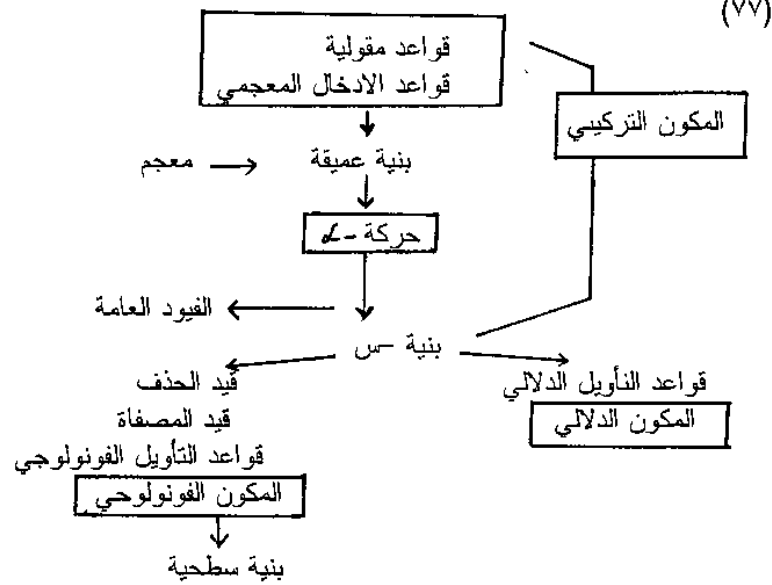 (٧٧)
قواعد مقولية
قواعد الادخال المعجمي
المكون التركيبي
بنية عميقة
معجم
حركة -α
القيود العامة
بنية -س
قيد الحذف
قواعد التأويل الدلالي
قيد المصفاة
المكون الدلالي
قواعد التأويل الفونولوجي
المكون الفونولوجي
بنية سطحية